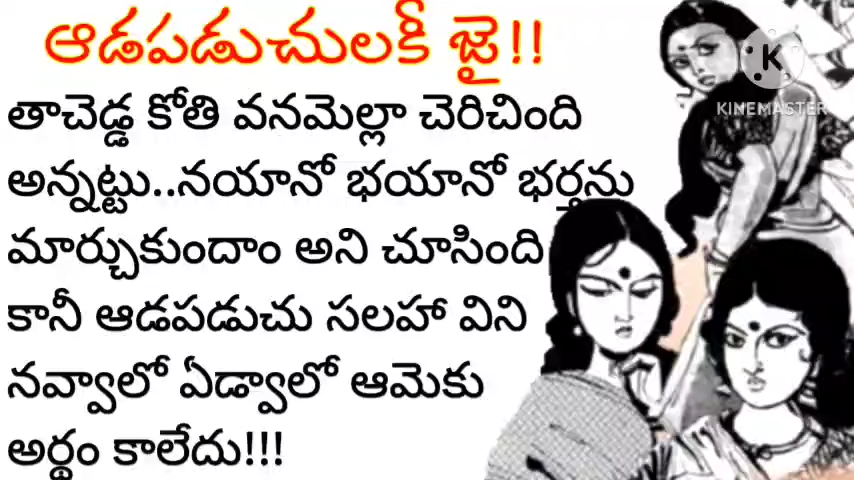 ఆడపడుచులకీ జై!!
KINEMASTER
తాచెడ్డ కోతి వనమెల్లా చెరిచింది
అన్నట్టు..నయానో భయానో భర్తను
మార్చుకుందాం అని చూసింది
కానీ ఆడపడుచు సలహా విని
నవ్వాలో ఏడ్వాలో ఆమెకు
అర్థం కాలేదు!!!